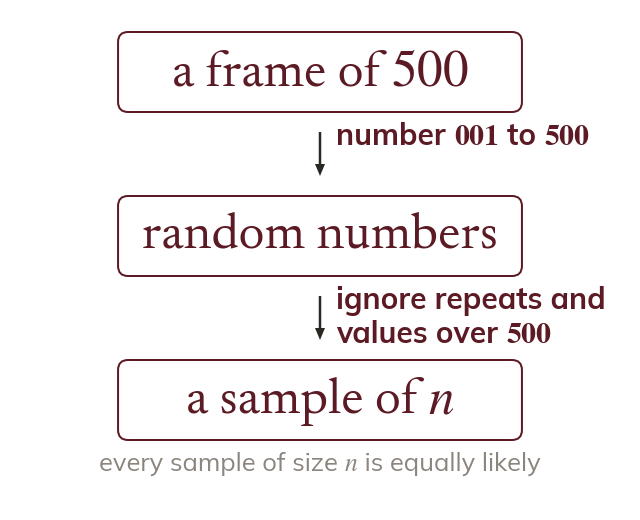 a frame of 500
number 001 to 500
random numbers
ignore repeats and
values over 500
a sample of n
every sample of size n is equally likely